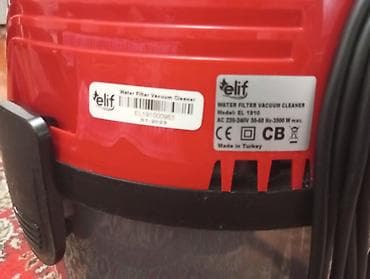 elif
Water Filter Vacuum Cleaner
elif
WATER FILTER VACUUM CLEANER
Model: EL 1910
AC 220-240V 50-60 Hz-3500 W max.
CE CB
Made in Turkey